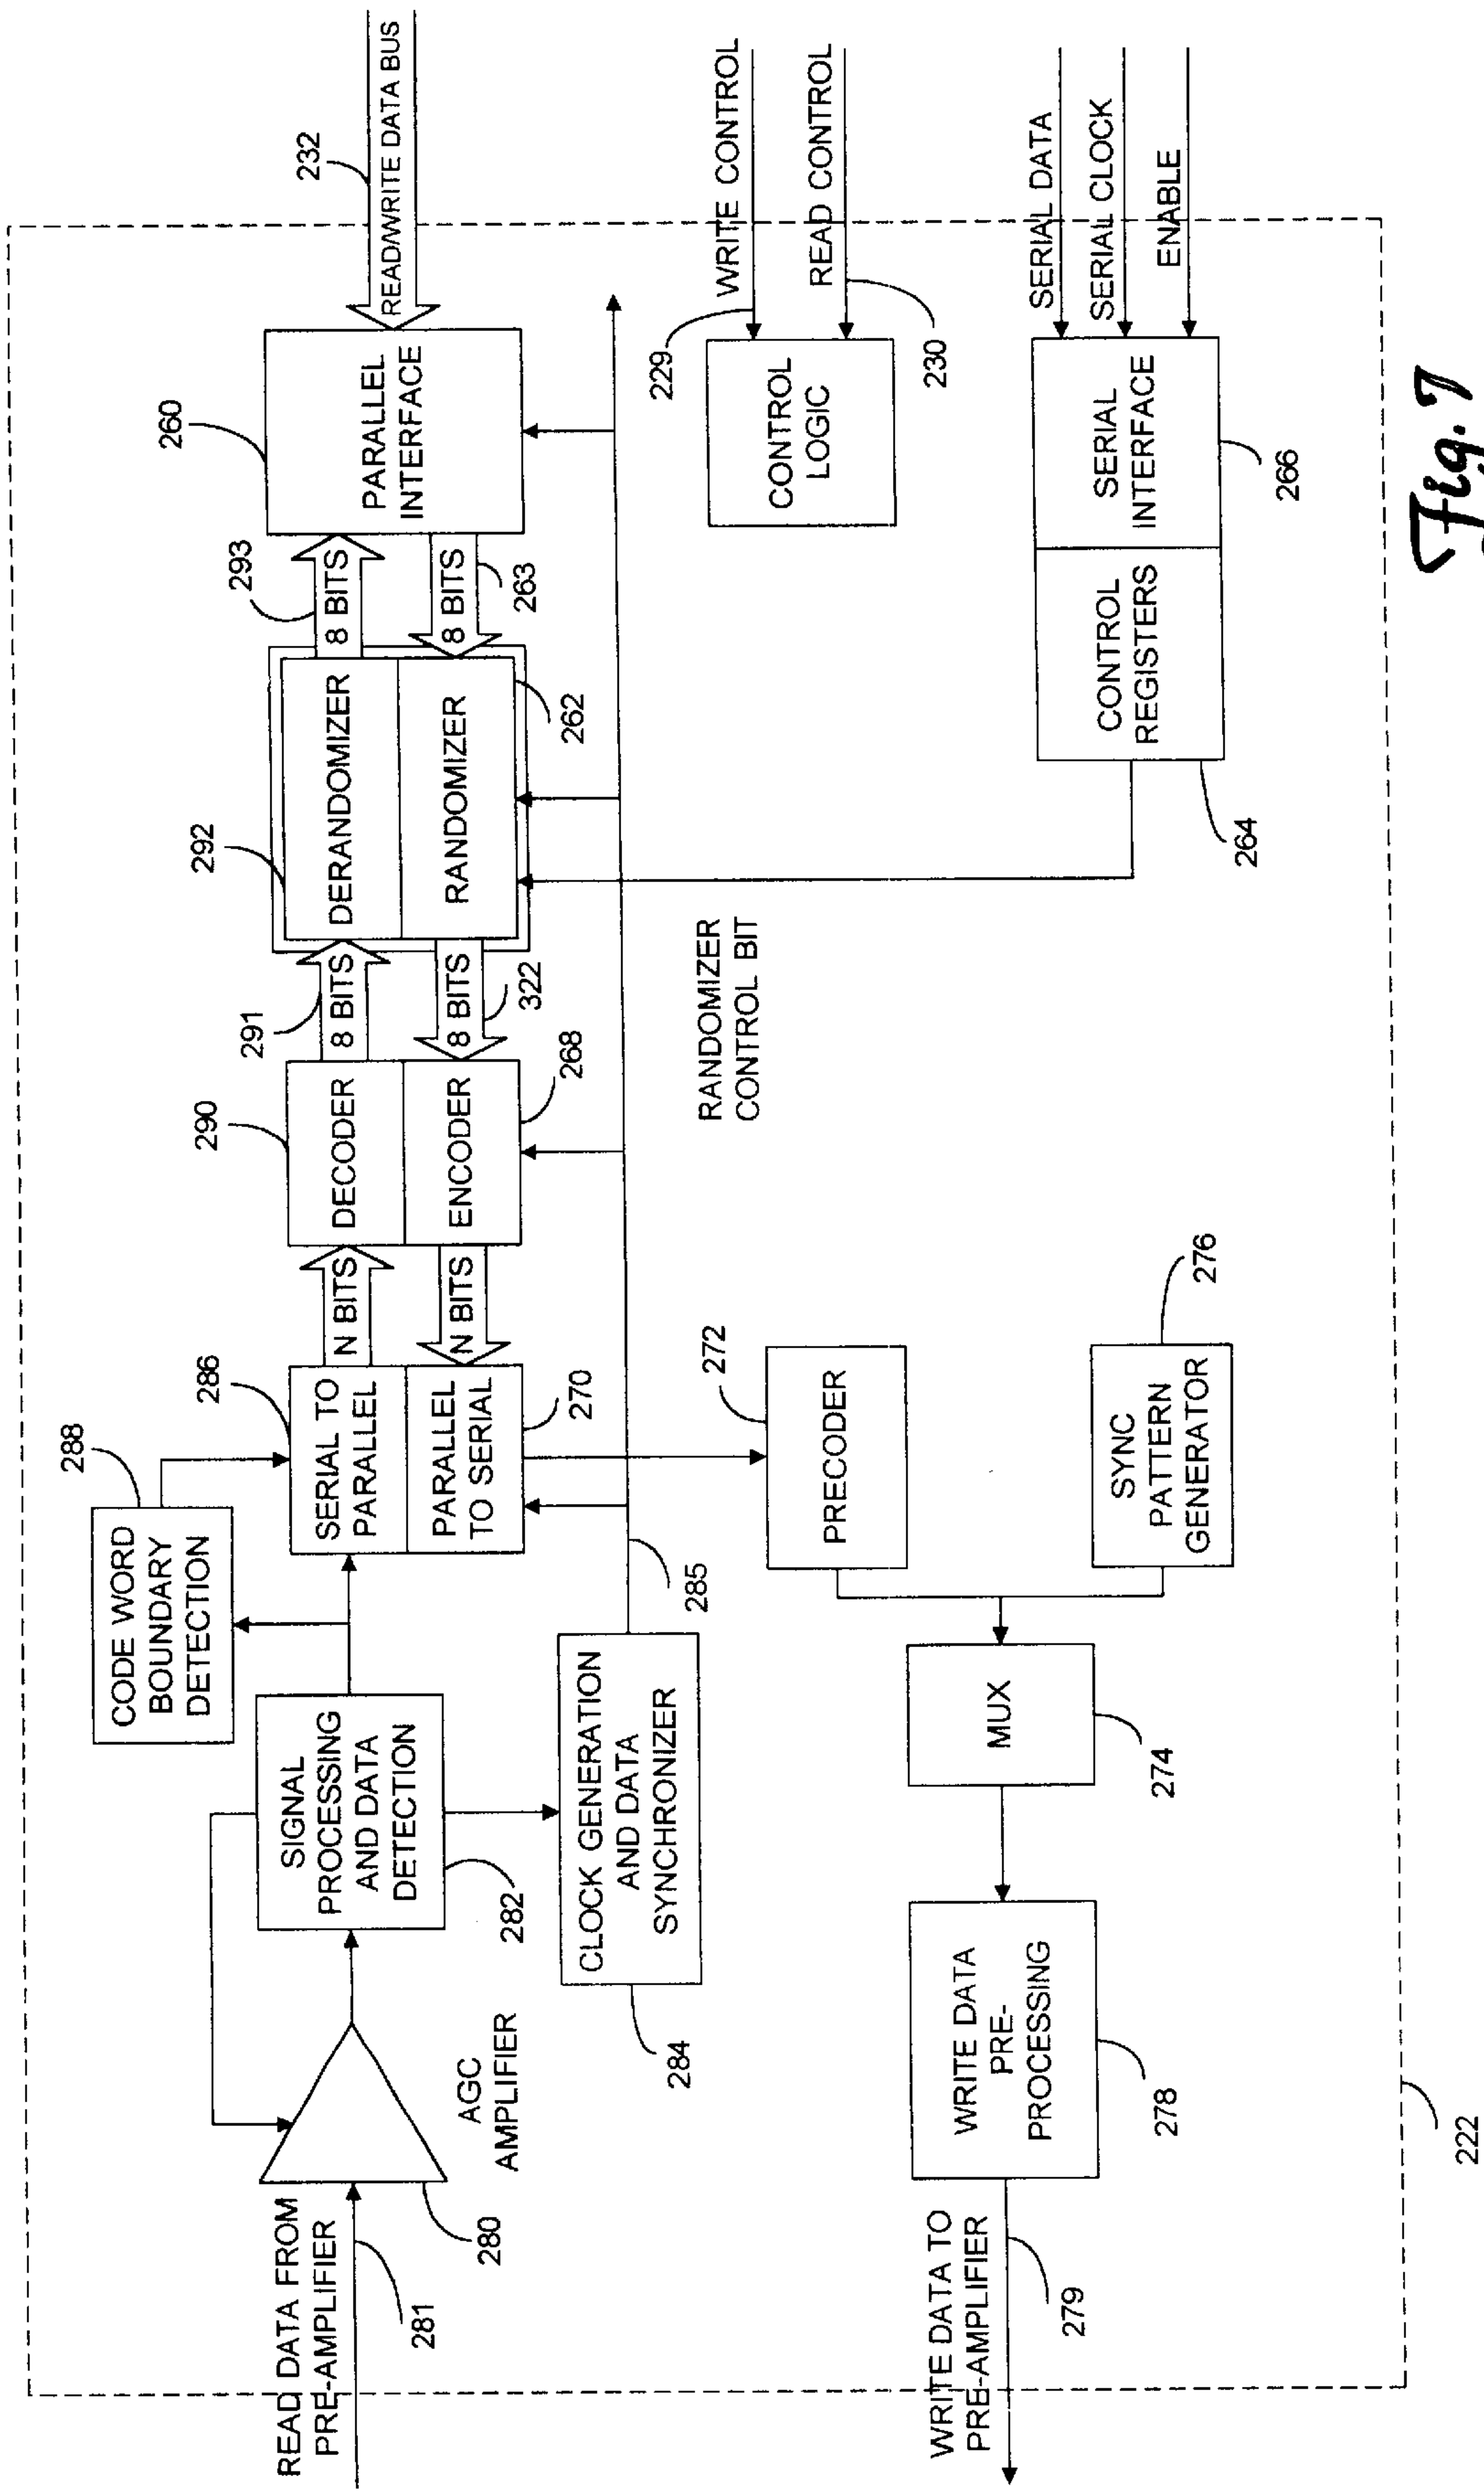 READ DATA FROM
PRE-AMPLIFIER
281
280
AGC
AMPLIFIER
SIGNAL
PROCESSING
AND DATA
DETECTION
282
CODE WORD
BOUNDARY
DETECTION
288
CLOCK GENERATION
AND DATA
SYNCHRONIZER
284
285
286
SERIAL TO
PARALLEL
PARALLEL
TO SERIAL
270
N BITS
N BITS
290
DECODER
ENCODER
268
291
8 BITS
8 BITS
322
292
DERANDOMIZER
RANDOMIZER
262
293
8 BITS
8 BITS
263
260
PARALLEL
INTERFACE
232
READ/WRITE DATA BUS
WRITE DATA TO
PRE-AMPLIFIER
279
WRITE DATA
PRE-
PROCESSING
278
MUX
274
272
PRECODER
SYNC
PATTERN
GENERATOR
276
RANDOMIZER
CONTROL BIT
CONTROL
LOGIC
229
WRITE CONTROL
READ CONTROL
230
CONTROL
REGISTERS
264
SERIAL
INTERFACE
266
SERIAL DATA
SERIAL CLOCK
ENABLE
222
Fig. 7